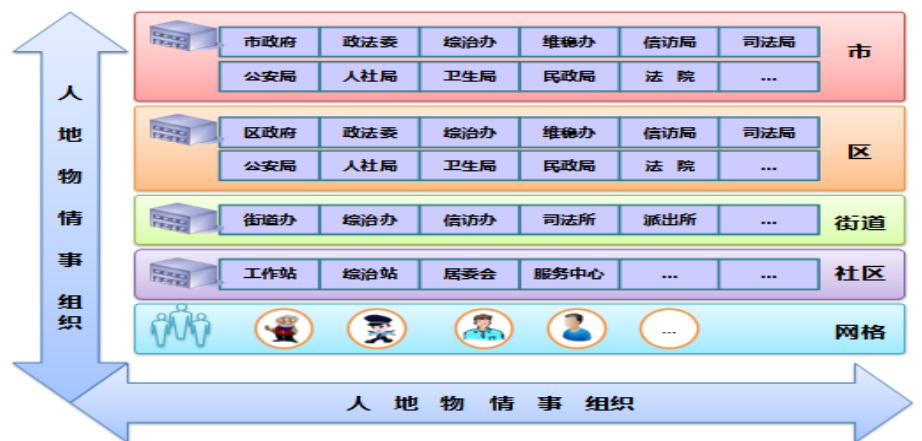 人地物情事组织
市政府 政法委 综治办 维稳办 信访局 司法局
公安局 人社局 卫生局 民政局 法 院 ...
市
区政府 政法委 综治办 维稳办 信访局 司法局
公安局 人社局 卫生局 民政局 法 院 ...
区
街道办 综治办 信访办 司法所 派出所 ...
街道
工作站 综治站 居委会 服务中心 ... ...
社区
...
网格
人 地 物 情 事 组织